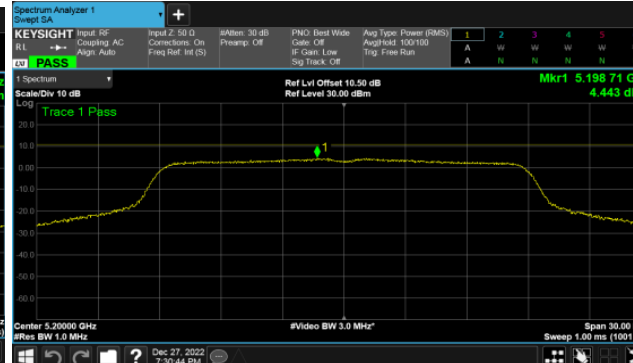 Spectrum Analyzer 1
Swept SA
+
KEYSIGHT Input: RF Input Z: 50 Ω #Atten: 30 dB PNO: Best Wide Avg Type: Power (RMS) 1 2 3 4 5
RL Coupling: AC Corrections: On Preamp: Off Gate: Off Avg|Hold: 100/100 A W W W W
Align: Auto Freq Ref: Int (S) IF Gain: Low Trig: Free Run
LXI PASS Sig Track: Off A N N N N
1 Spectrum Ref Lvl Offset 10.50 dB Mkr1 5.198 71 G
Scale/Div 10 dB Ref Level 30.00 dBm 4.443 d
Log
Trace 1 Pass
20.0
10.0
1
0.00
-10.0
-20.0
-30.0
-40.0
-50.0
-60.0
Center 5.20000 GHz #Video BW 3.0 MHz* Span 30.00
#Res BW 1.0 MHz Sweep 1.00 ms (1001
? Dec 27, 2022
7:30:44 PM